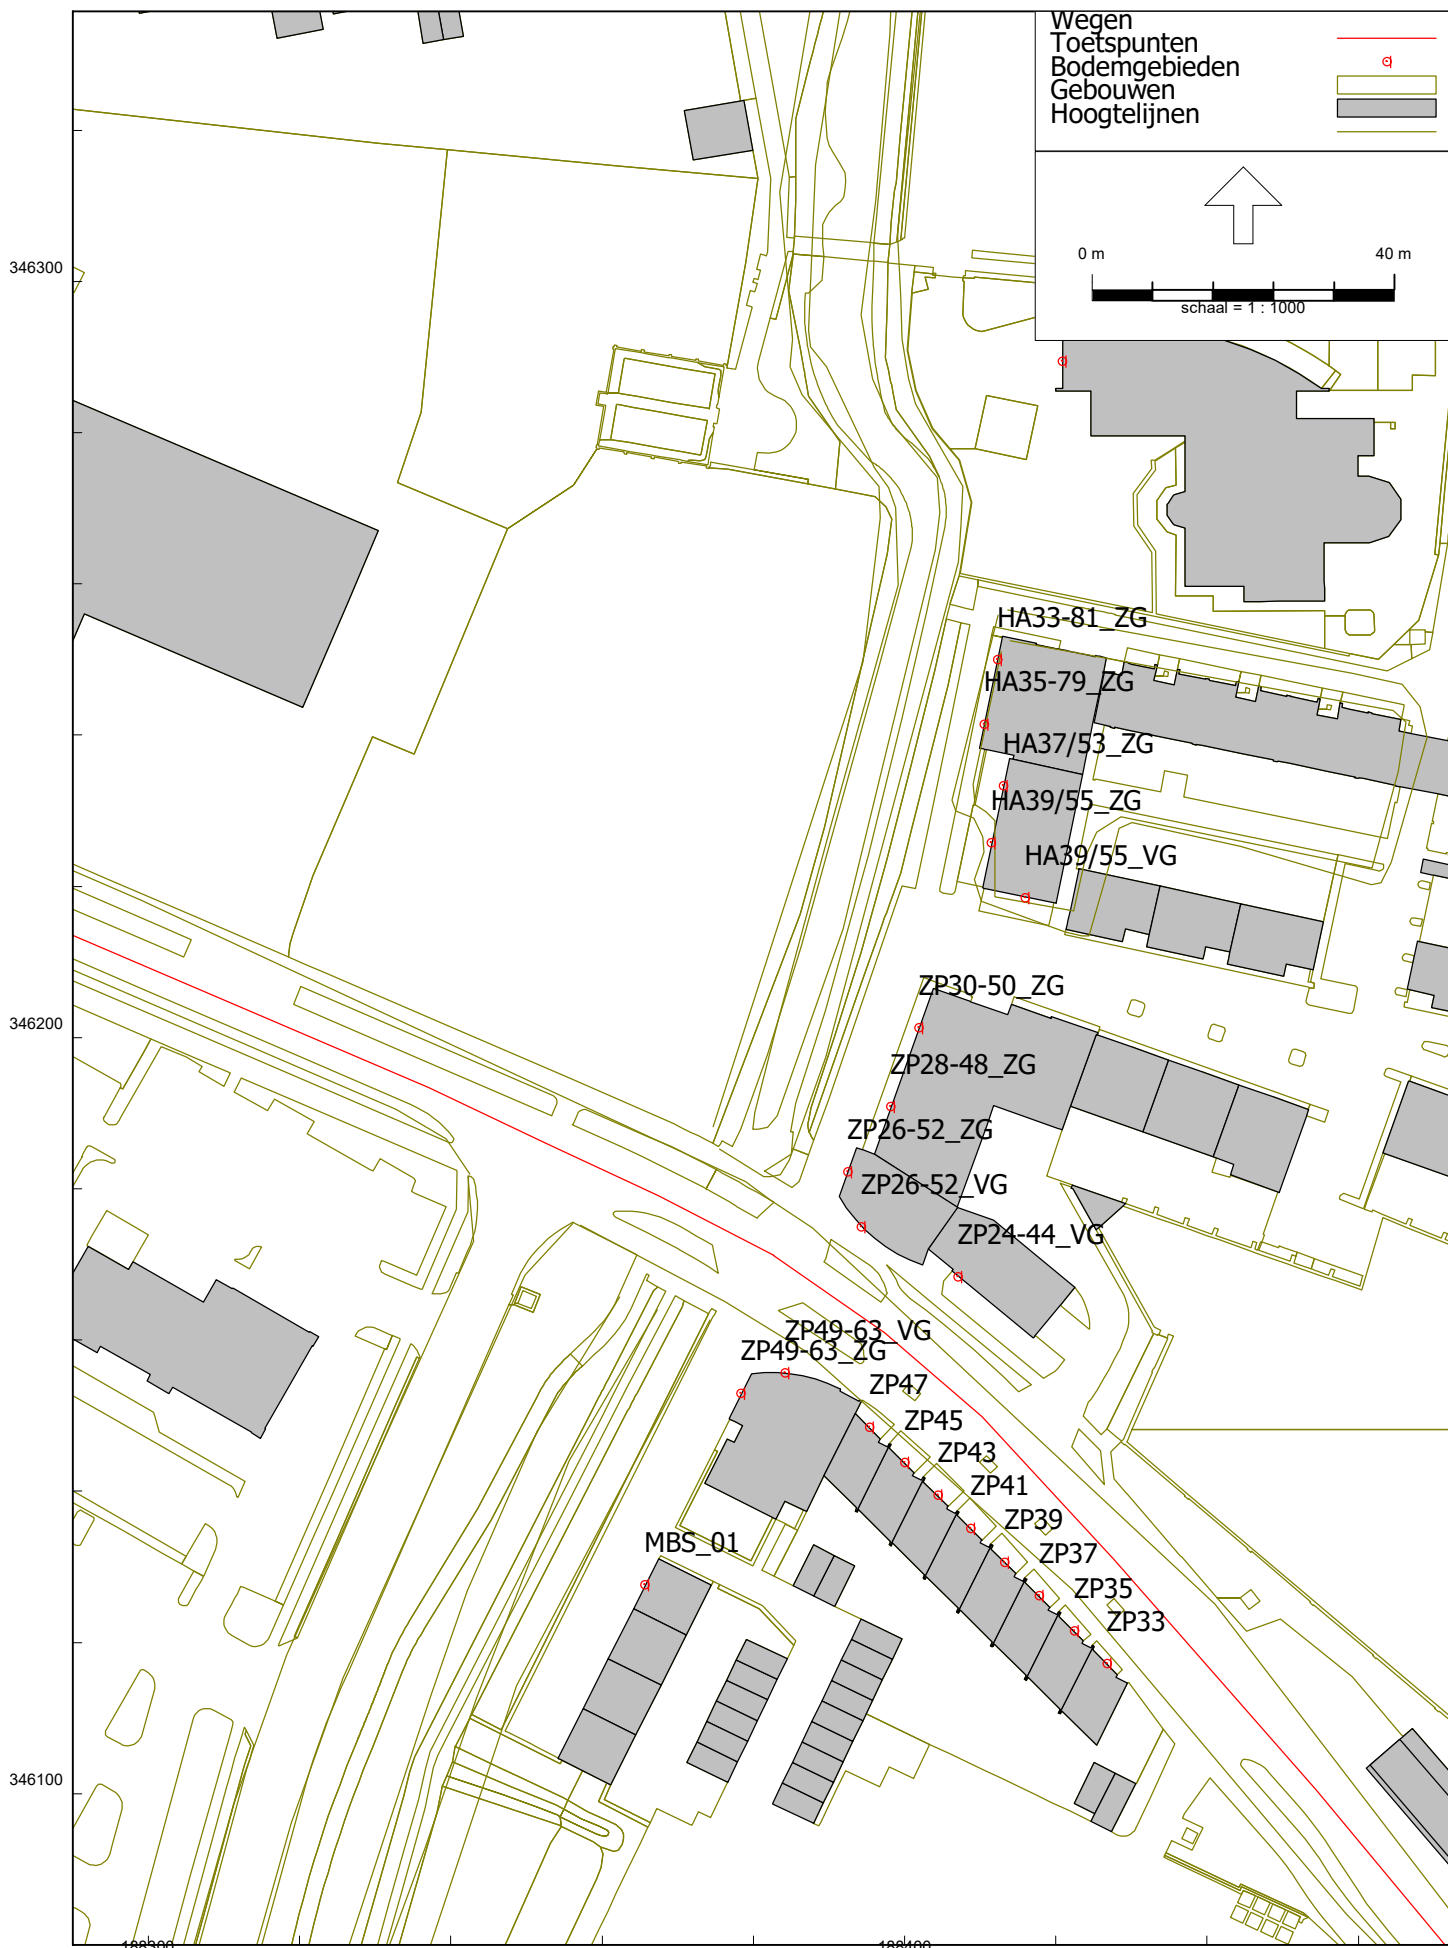 Wegen
Toetspunten
Bodemgebieden
Gebouwen
Hoogtelijnen
0 m
40 m
schaal = 1 : 1000
346300
HA33-81_ZG
HA35-79_ZG
HA37/53_ZG
HA39/55_ZG
HA39/55_VG
ZP30-50_ZG
346200
ZP28-48_ZG
ZP26-52_ZG
ZP26-52_VG
ZP24-44_VG
ZP49-63_VG
ZP49-63_ZG
ZP47
ZP45
ZP43
ZP41
ZP39
MBS_01
ZP37
ZP35
ZP33
346100
188300
188400